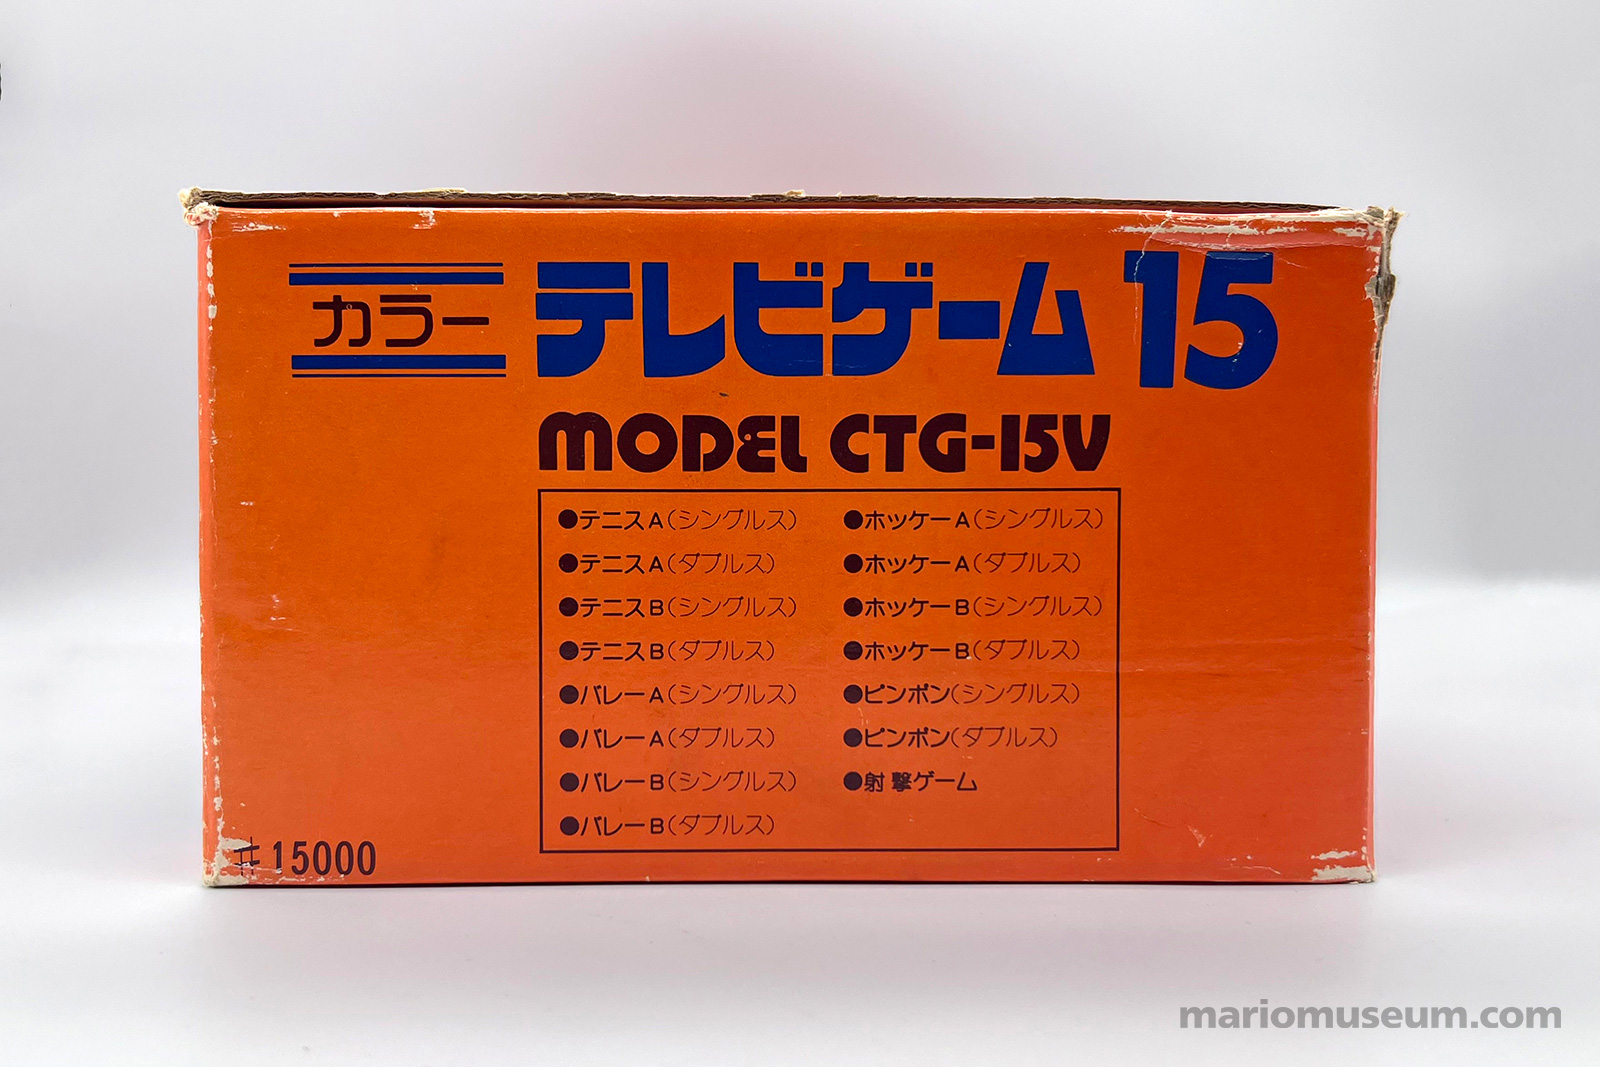 カラー テレビゲーム 15
MODEL CTG-15V
●テニスA(シングルス)
●テニスA(ダブルス)
●テニスB(シングルス)
●テニスB(ダブルス)
●バレーA(シングルス)
●バレーA(ダブルス)
●バレーB(シングルス)
●バレーB(ダブルス)
●ホッケーA(シングルス)
●ホッケーA(ダブルス)
●ホッケーB(シングルス)
●ホッケーB(ダブルス)
●ピンポン(シングルス)
●ピンポン(ダブルス)
●射撃ゲーム
#15000
mariomuseum.com